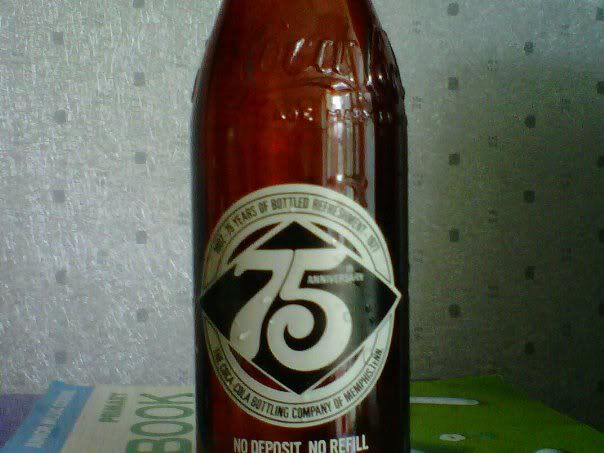 1902 75 YEARS OF BOTTLED REFRESHMENT 1977
75
ANNIVERSARY
THE COCA-COLA BOTTLING COMPANY OF MEMPHIS, TENN.
NO DEPOSIT NO REFILL
PRIMARY
BOOK